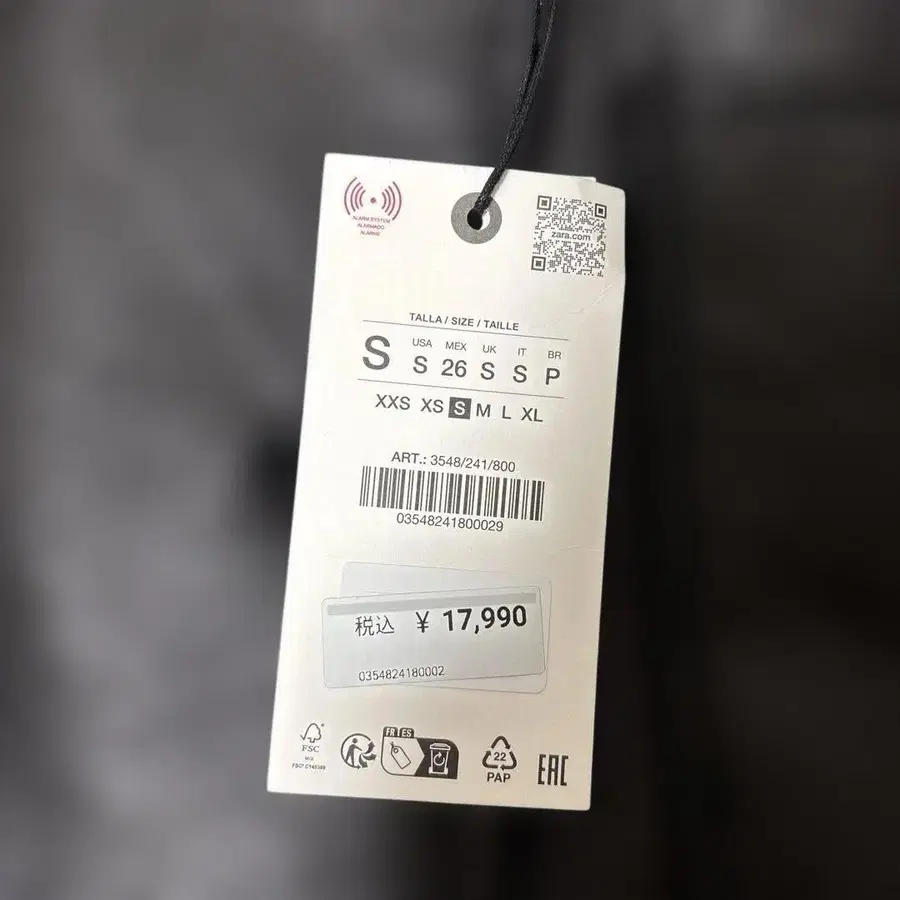 ALARM SYSTEM
ALARMADO
ALARME
zara.com
TALLA / SIZE / TAILLE
S
USA MEX UK IT BR
S 26 S S P
XXS XS S M L XL
ART.: 3548/241/800
03548241800029
税込 ¥ 17,990
0354824180002
FR ES
FSC
MIX
22
PAP
EAC